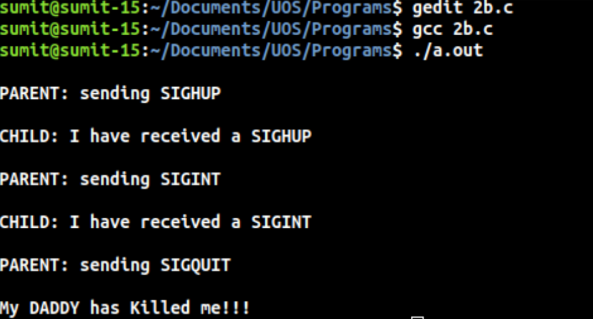 sumit@sumit-15:~/Documents/UOS/Programs$ gedit 2b.c
sumit@sumit-15:~/Documents/UOS/Programs$ gcc 2b.c
sumit@sumit-15:~/Documents/UOS/Programs$ ./a.out
PARENT: sending SIGHUP
CHILD: I have received a SIGHUP
PARENT: sending SIGINT
CHILD: I have received a SIGINT
PARENT: sending SIGQUIT
My DADDY has Killed me!!!